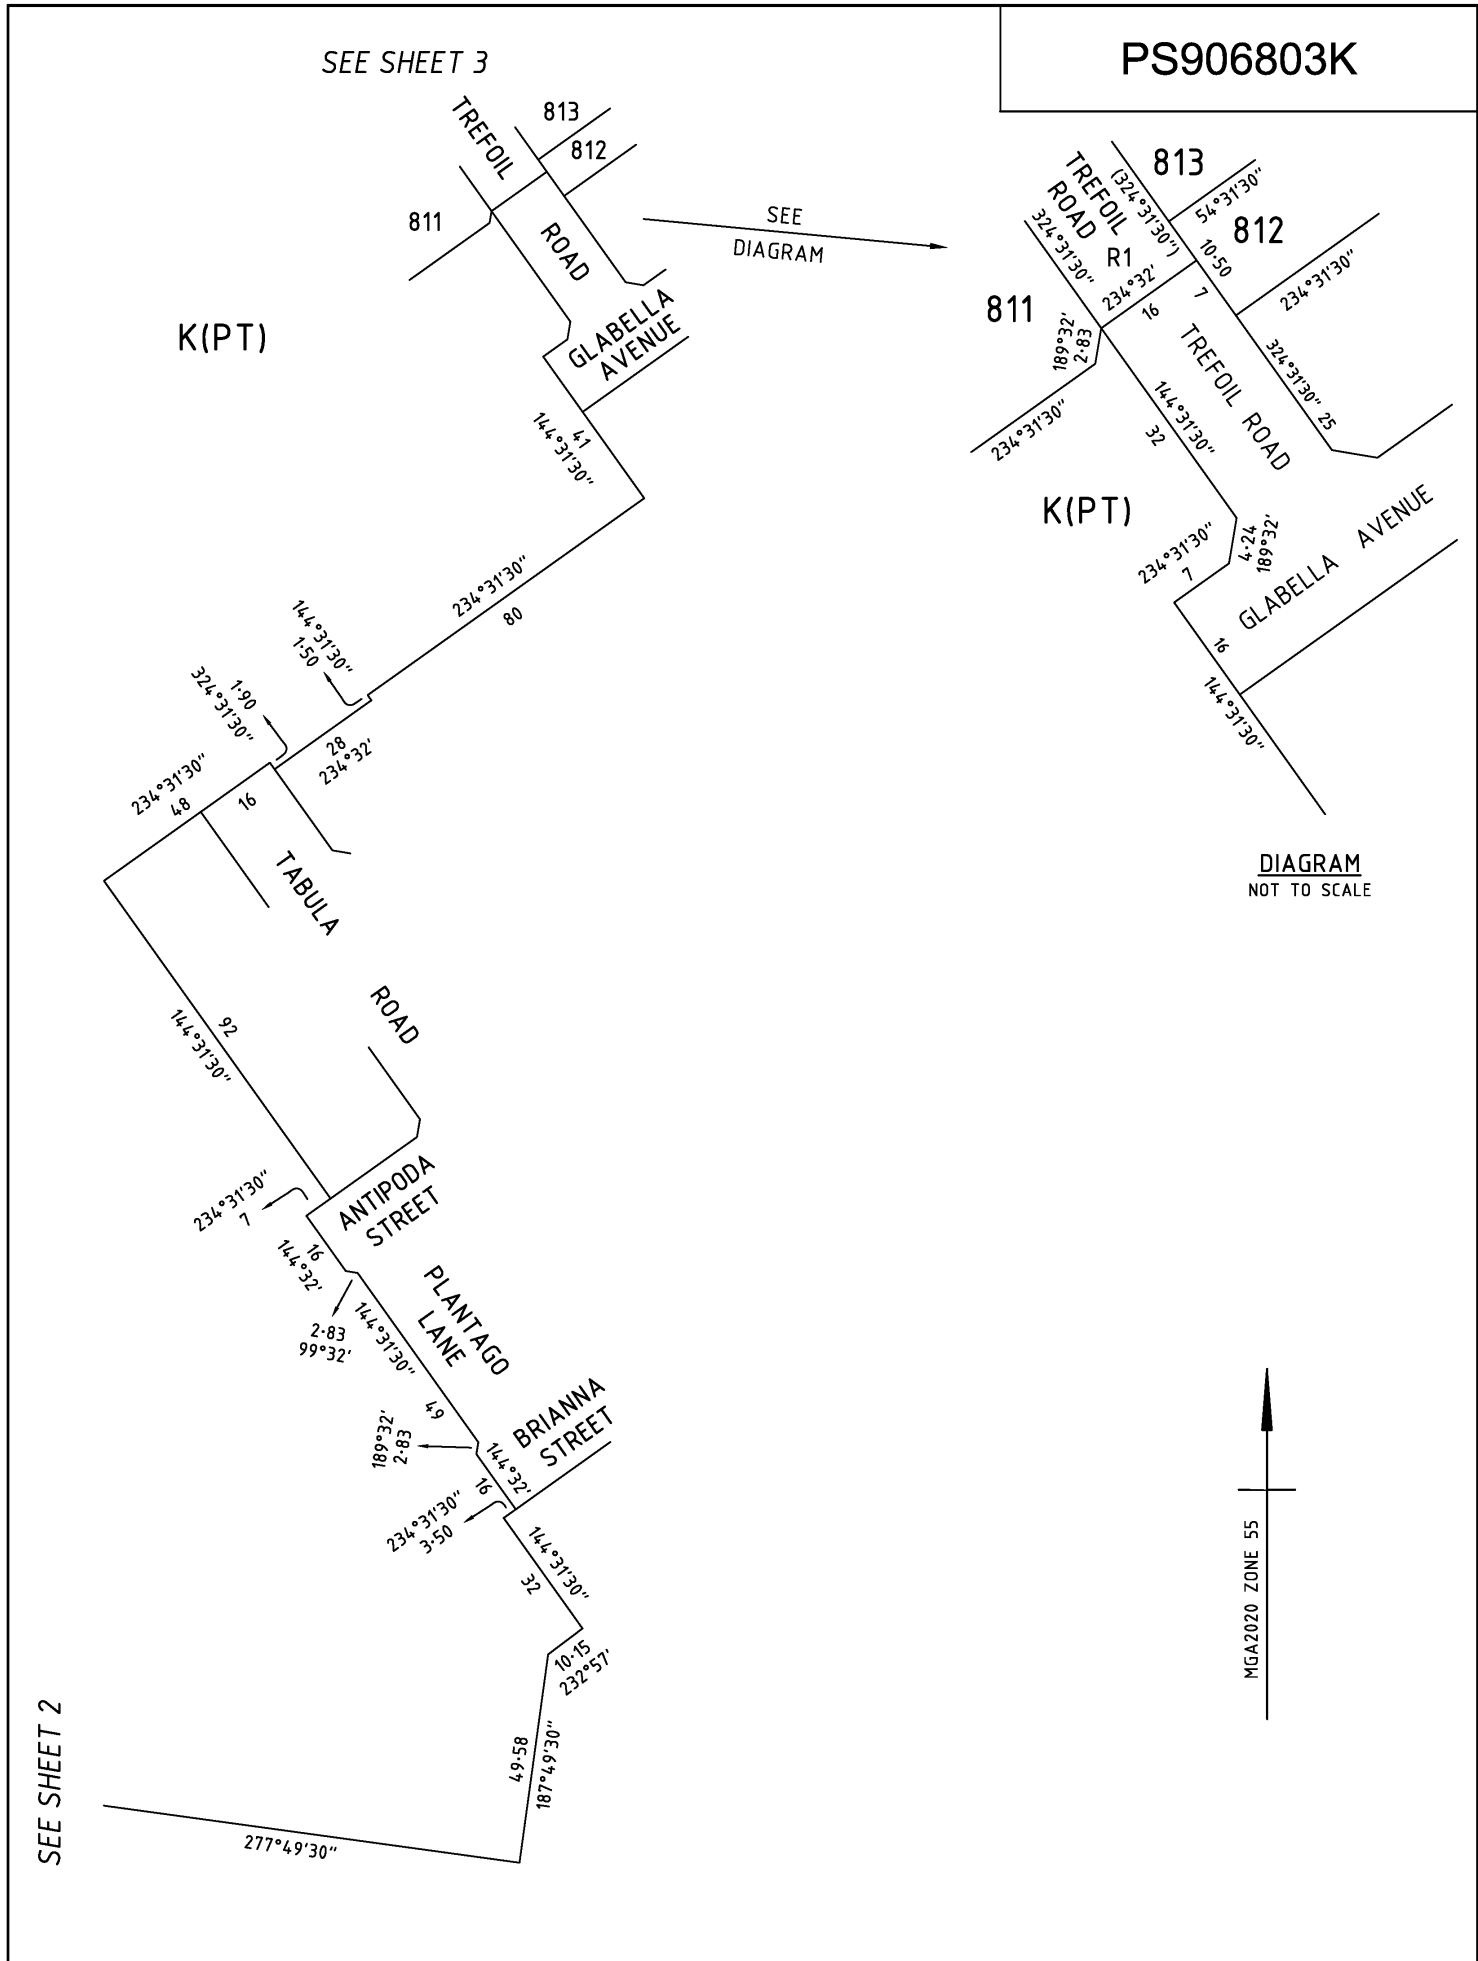 PS906803K
SEE SHEET 3
TREFOIL
813
812
811
ROAD
SEE
DIAGRAM
K(PT)
GLABELLA
AVENUE
41
144°31'30"
234°31'30"
80
144°31'30"
1·50
1·90
324°31'30"
28
234°32'
234°31'30"
48
16
TABULA
ROAD
92
144°31'30"
234°31'30"
7
ANTIPODA
STREET
16
144°32'
2·83
99°32'
PLANTAGO
LANE
144°31'30"
49
189°32'
2·83
BRIANNA
STREET
144°32'
16
234°31'30"
3·50
144°31'30"
32
10·15
232°57'
49·58
187°49'30"
277°49'30"
SEE SHEET 2
813
TREFOIL
ROAD
(324°31'30")
54°31'30"
812
324°31'30"
R1
10·50
234°32'
16
7
234°31'30"
811
189°32'
2·83
TREFOIL ROAD
324°31'30" 25
144°31'30"
32
234°31'30"
K(PT)
234°31'30"
7
4·24
189°32'
GLABELLA AVENUE
16
144°31'30"
DIAGRAM
NOT TO SCALE
MGA2020 ZONE 55